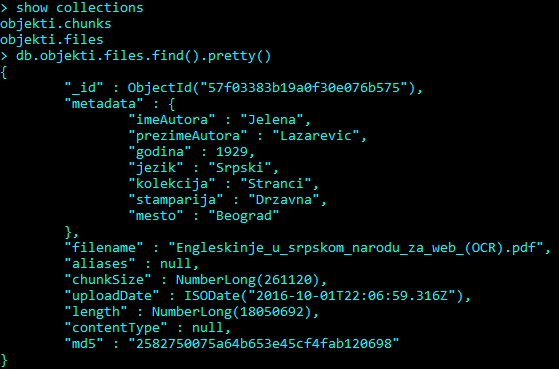 > show collections
objekti.chunks
objekti.files
> db.objekti.files.find().pretty()
{
        "_id" : ObjectId("57f03383b19a0f30e076b575"),
        "metadata" : {
                "imeAutora" : "Jelena",
                "prezimeAutora" : "Lazarevic",
                "godina" : 1929,
                "jezik" : "Srpski",
                "kolekcija" : "Stranci",
                "stamparija" : "Drzavna",
                "mesto" : "Beograd"
        },
        "filename" : "Engleskinje_u_srpskom_narodu_za_web_(OCR).pdf",
        "aliases" : null,
        "chunkSize" : NumberLong(261120),
        "uploadDate" : ISODate("2016-10-01T22:06:59.316Z"),
        "length" : NumberLong(18050692),
        "contentType" : null,
        "md5" : "2582750075a64b653e45cf4fab120698"
}